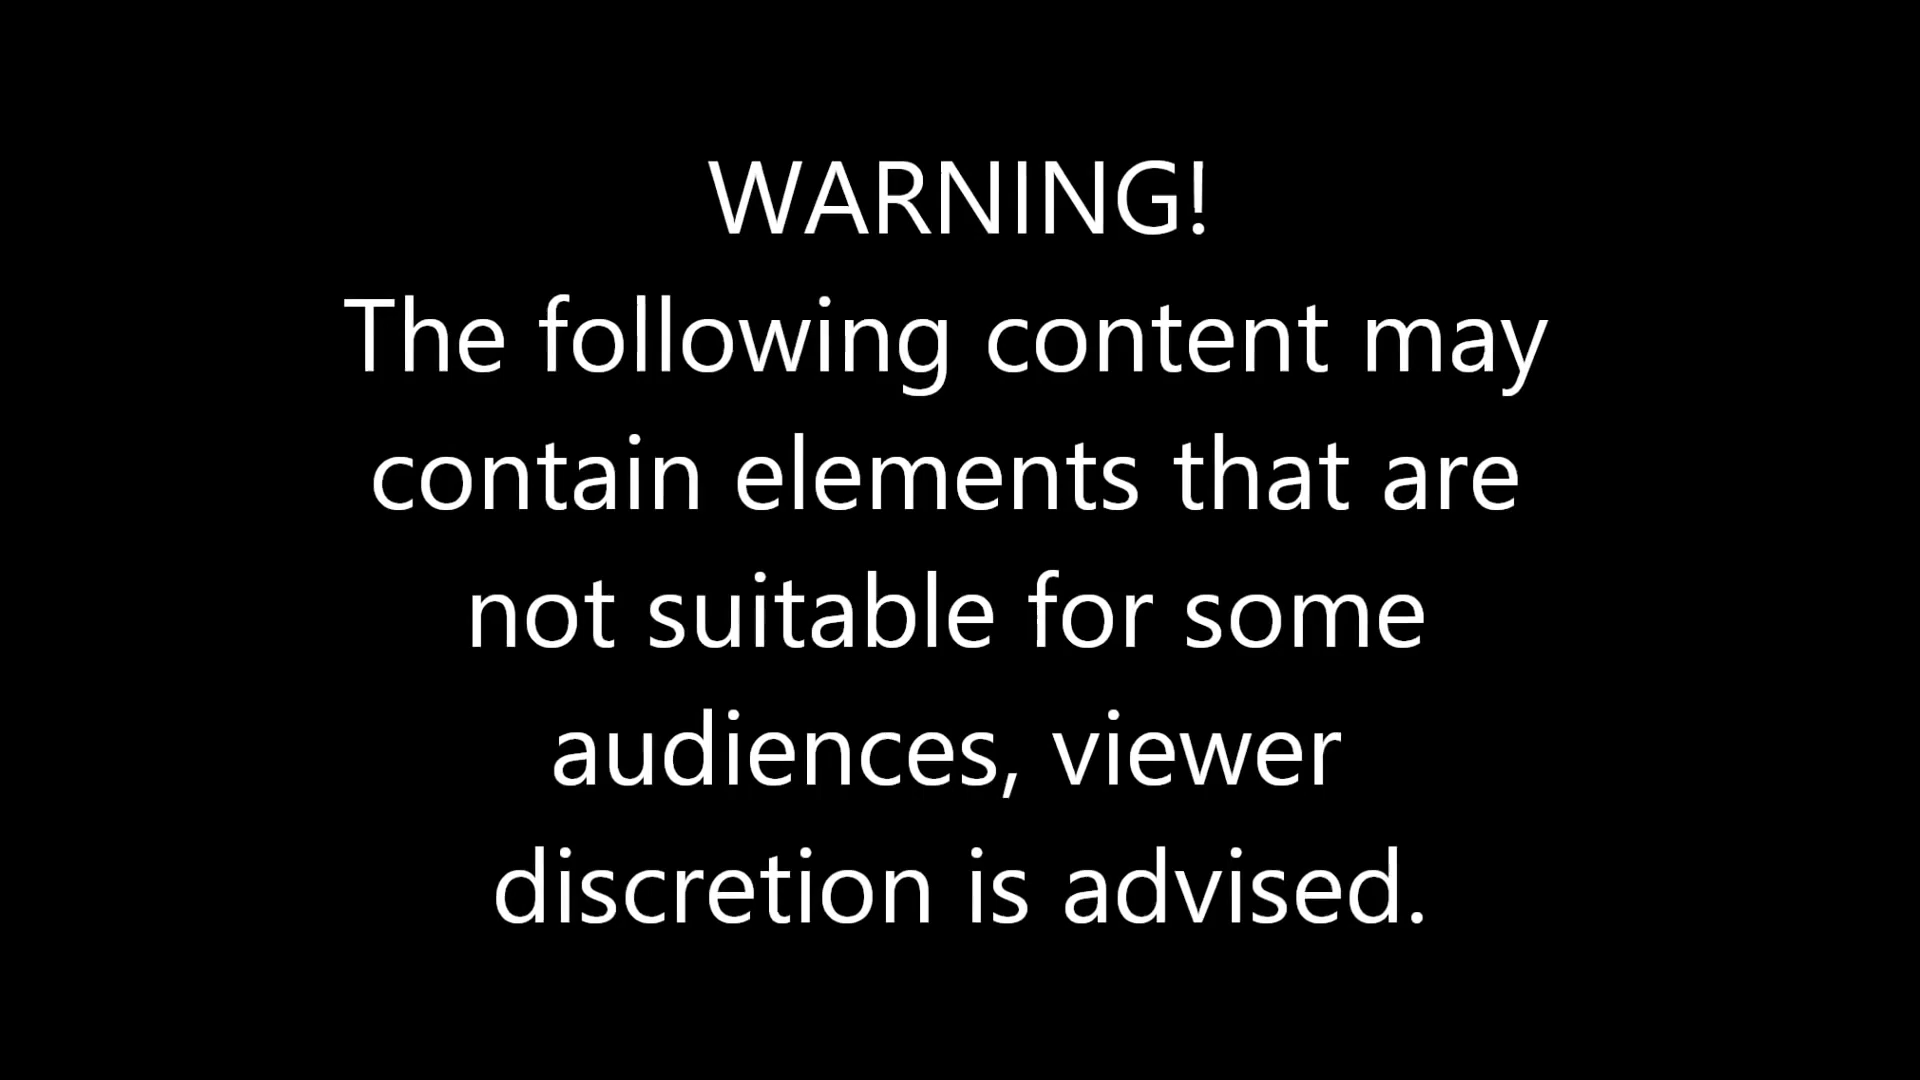 WARNING!
The following content may
contain elements that are
not suitable for some
audiences, viewer
discretion is advised.